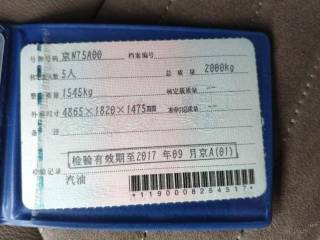 号牌号码 京N75A00 档案编号
核定载人数 5人 总质量 2000kg
整备质量 1545kg 核定载质量 --
外廓尺寸 4865×1820×1475mm 准牵引总质量 --
备注
检验有效期至2017年09月京A(01)
检验记录
汽油
*1190008254517*